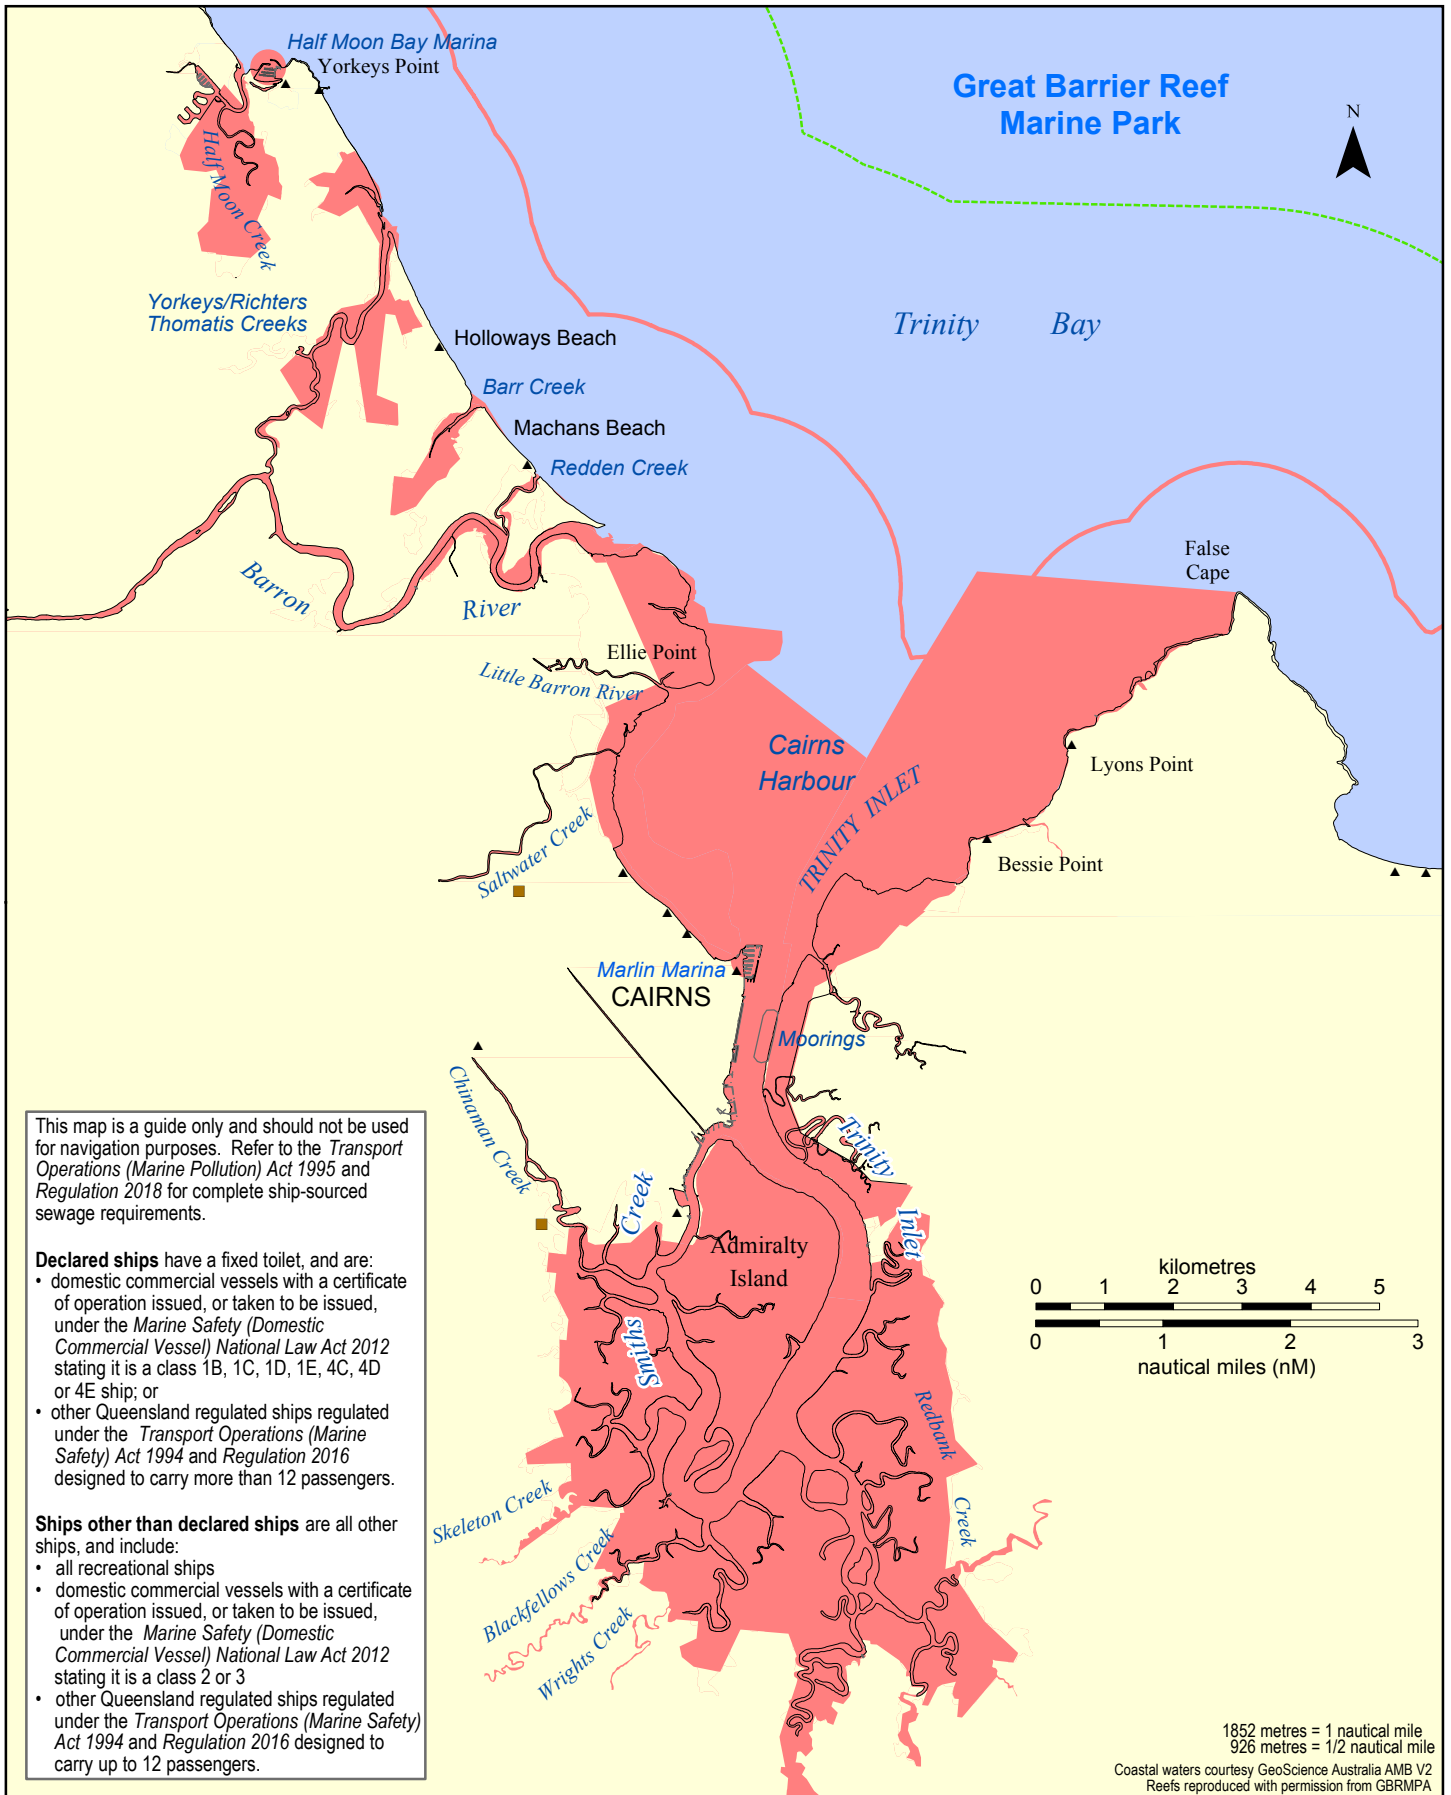 Half Moon Bay Marina
Yorkeys Point
Great Barrier Reef
Marine Park
N
Half Moon Creek
Yorkeys/Richters
Thomatis Creeks
Trinity Bay
Holloways Beach
Barr Creek
Machans Beach
Redden Creek
False
Cape
Barron River
Ellie Point
Little Barron River
Cairns
Harbour
TRINITY INLET
Lyons Point
Saltwater Creek
Bessie Point
Marlin Marina
CAIRNS
Moorings
Chinaman Creek
Trinity Inlet
Smiths Creek
Admiralty
Island
Redbank Creek
Skeleton Creek
Blackfellows Creek
Wrights Creek
This map is a guide only and should not be used
for navigation purposes. Refer to the Transport
Operations (Marine Pollution) Act 1995 and
Regulation 2018 for complete ship-sourced
sewage requirements.
Declared ships have a fixed toilet, and are:
• domestic commercial vessels with a certificate
of operation issued, or taken to be issued,
under the Marine Safety (Domestic
Commercial Vessel) National Law Act 2012
stating it is a class 1B, 1C, 1D, 1E, 4C, 4D
or 4E ship; or
• other Queensland regulated ships regulated
under the Transport Operations (Marine
Safety) Act 1994 and Regulation 2016
designed to carry more than 12 passengers.
Ships other than declared ships are all other
ships, and include:
• all recreational ships
• domestic commercial vessels with a certificate
of operation issued, or taken to be issued,
under the Marine Safety (Domestic
Commercial Vessel) National Law Act 2012
stating it is a class 2 or 3
• other Queensland regulated ships regulated
under the Transport Operations (Marine Safety)
Act 1994 and Regulation 2016 designed to
carry up to 12 passengers.
kilometres
0 1 2 3 4 5
0 1 2 3
nautical miles (nM)
1852 metres = 1 nautical mile
926 metres = 1/2 nautical mile
Coastal waters courtesy GeoScience Australia AMB V2
Reefs reproduced with permission from GBRMPA